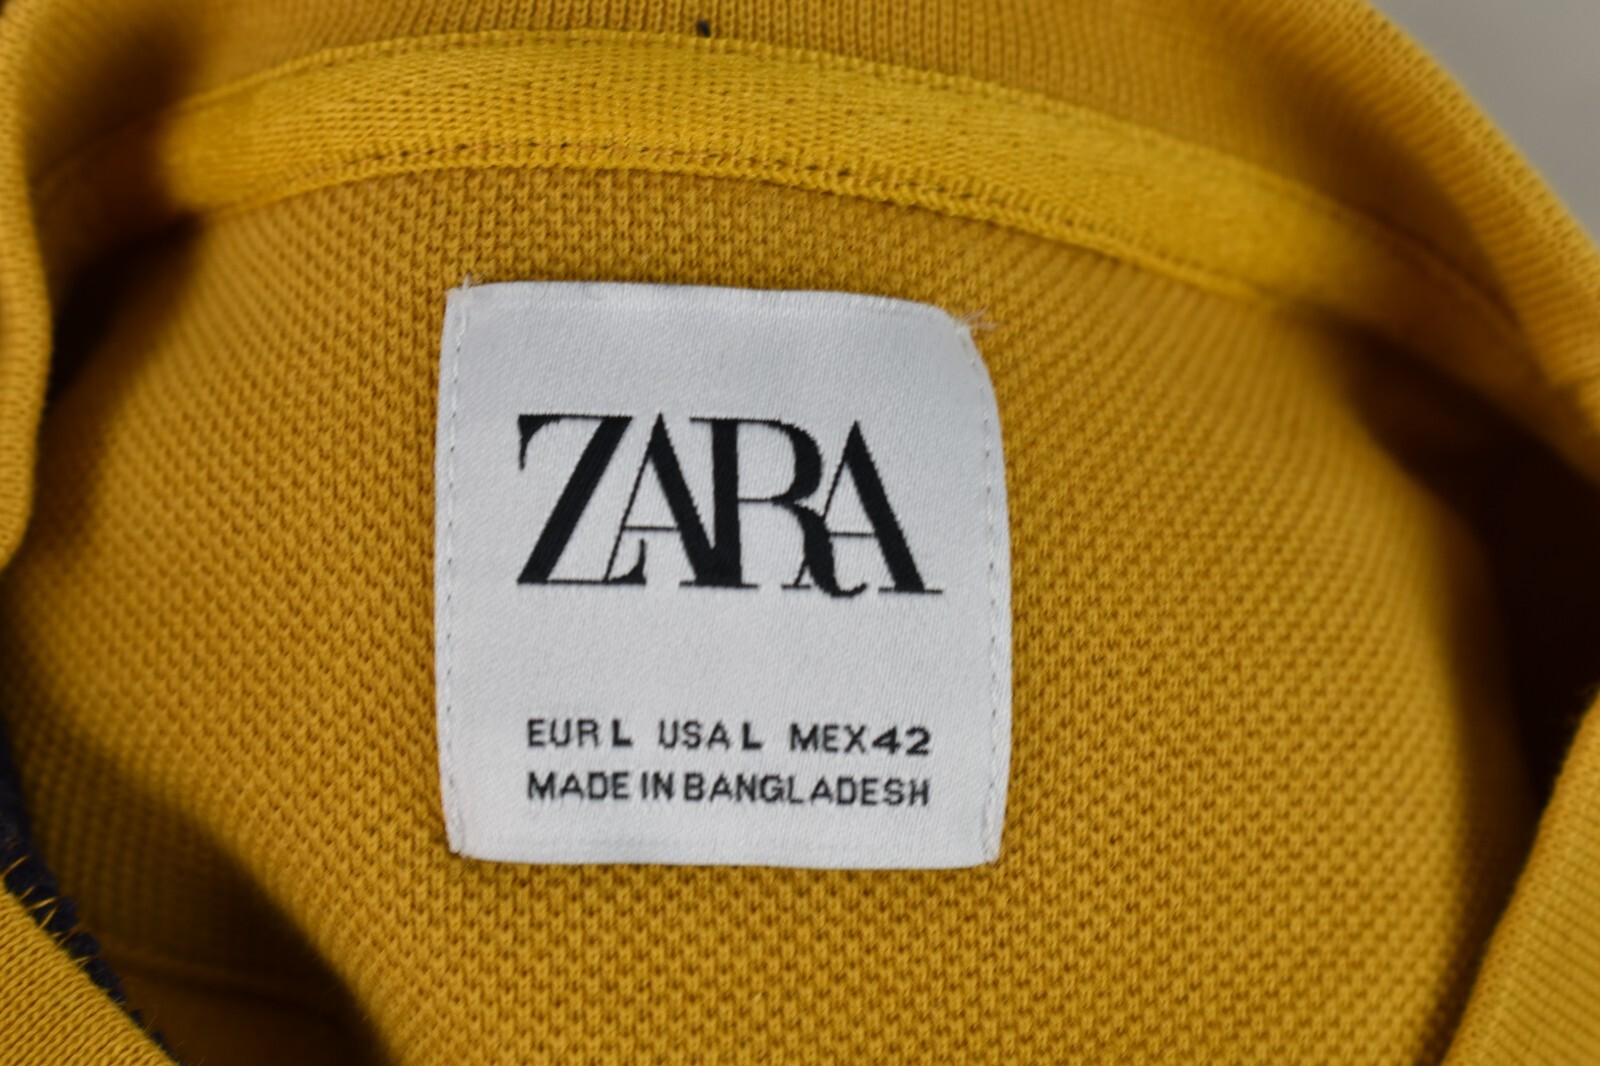 ZARA
EUR L USA L MEX 42
MADE IN BANGLADESH